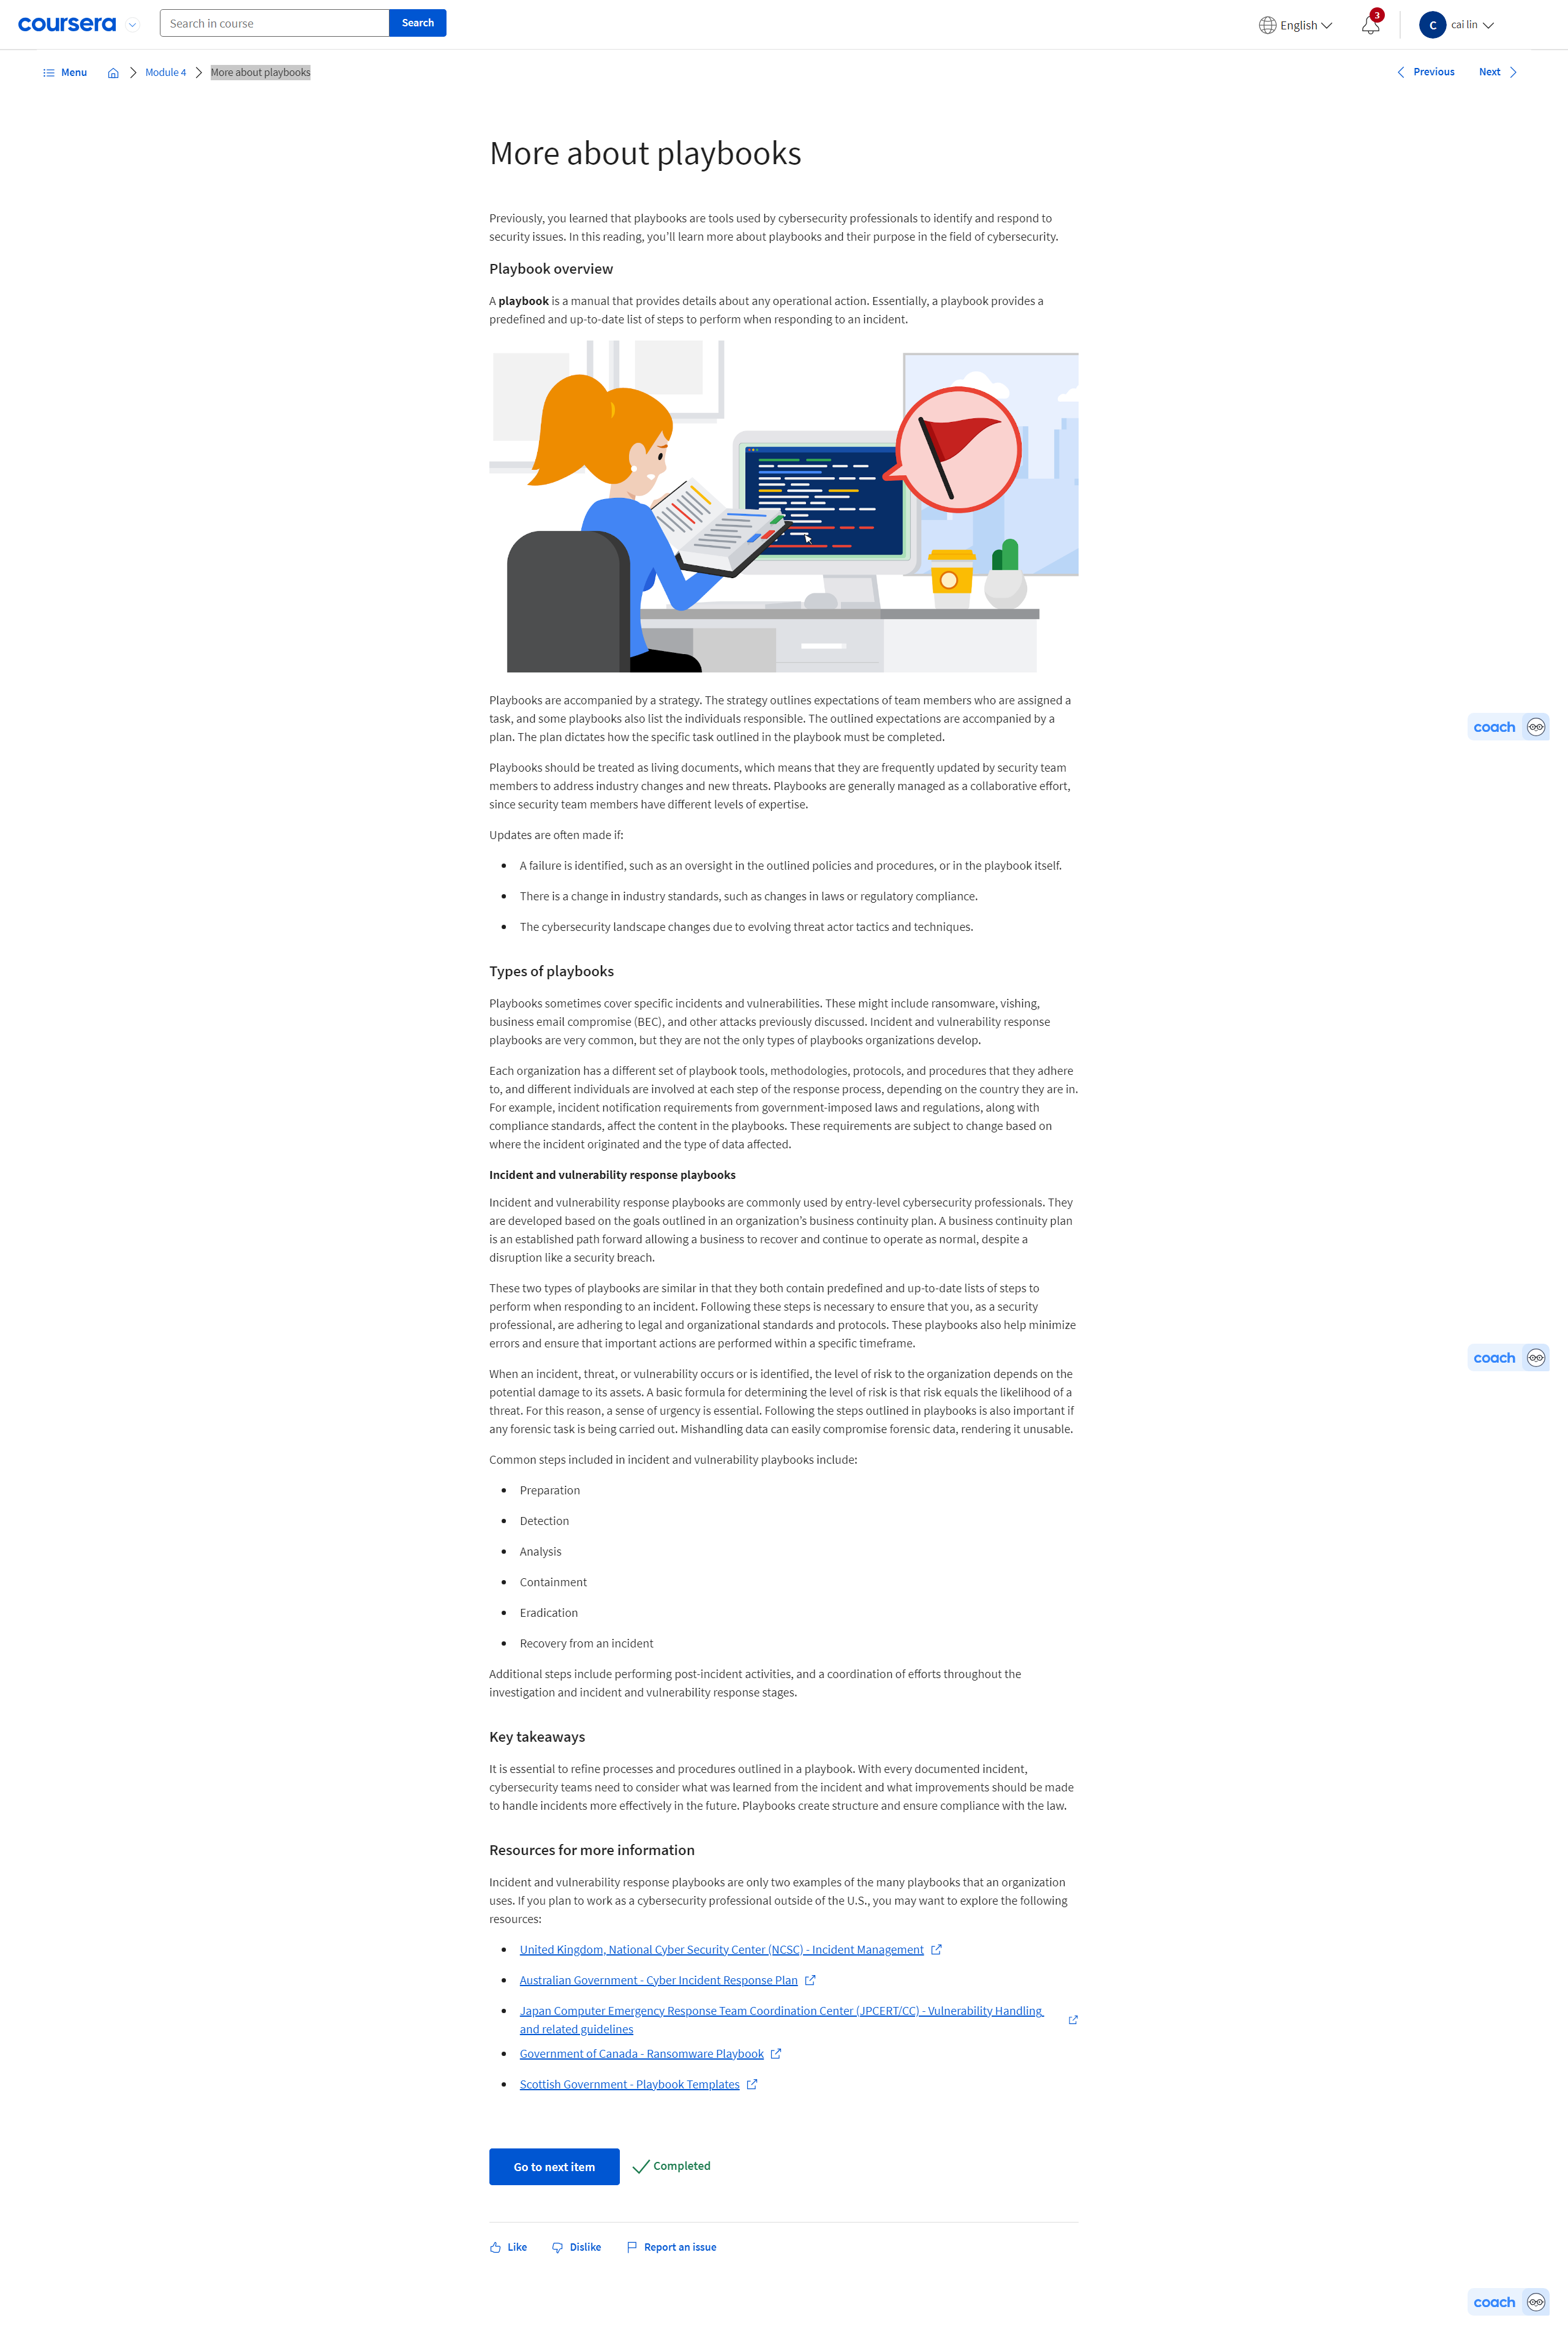 coursera
Search in course
Search
English
3
C
cai lin
Menu
Module 4
More about playbooks
Previous
Next
More about playbooks
Previously, you learned that playbooks are tools used by cybersecurity professionals to identify and respond to
security issues. In this reading, you’ll learn more about playbooks and their purpose in the field of cybersecurity.
Playbook overview
A playbook is a manual that provides details about any operational action. Essentially, a playbook provides a
predefined and up-to-date list of steps to perform when responding to an incident.
Playbooks are accompanied by a strategy. The strategy outlines expectations of team members who are assigned a
task, and some playbooks also list the individuals responsible. The outlined expectations are accompanied by a
plan. The plan dictates how the specific task outlined in the playbook must be completed.
coach
Playbooks should be treated as living documents, which means that they are frequently updated by security team
members to address industry changes and new threats. Playbooks are generally managed as a collaborative effort,
since security team members have different levels of expertise.
Updates are often made if:
• A failure is identified, such as an oversight in the outlined policies and procedures, or in the playbook itself.
• There is a change in industry standards, such as changes in laws or regulatory compliance.
• The cybersecurity landscape changes due to evolving threat actor tactics and techniques.
Types of playbooks
Playbooks sometimes cover specific incidents and vulnerabilities. These might include ransomware, vishing,
business email compromise (BEC), and other attacks previously discussed. Incident and vulnerability response
playbooks are very common, but they are not the only types of playbooks organizations develop.
Each organization has a different set of playbook tools, methodologies, protocols, and procedures that they adhere
to, and different individuals are involved at each step of the response process, depending on the country they are in.
For example, incident notification requirements from government-imposed laws and regulations, along with
compliance standards, affect the content in the playbooks. These requirements are subject to change based on
where the incident originated and the type of data affected.
Incident and vulnerability response playbooks
Incident and vulnerability response playbooks are commonly used by entry-level cybersecurity professionals. They
are developed based on the goals outlined in an organization’s business continuity plan. A business continuity plan
is an established path forward allowing a business to recover and continue to operate as normal, despite a
disruption like a security breach.
These two types of playbooks are similar in that they both contain predefined and up-to-date lists of steps to
perform when responding to an incident. Following these steps is necessary to ensure that you, as a security
professional, are adhering to legal and organizational standards and protocols. These playbooks also help minimize
errors and ensure that important actions are performed within a specific timeframe.
coach
When an incident, threat, or vulnerability occurs or is identified, the level of risk to the organization depends on the
potential damage to its assets. A basic formula for determining the level of risk is that risk equals the likelihood of a
threat. For this reason, a sense of urgency is essential. Following the steps outlined in playbooks is also important if
any forensic task is being carried out. Mishandling data can easily compromise forensic data, rendering it unusable.
Common steps included in incident and vulnerability playbooks include:
• Preparation
• Detection
• Analysis
• Containment
• Eradication
• Recovery from an incident
Additional steps include performing post-incident activities, and a coordination of efforts throughout the
investigation and incident and vulnerability response stages.
Key takeaways
It is essential to refine processes and procedures outlined in a playbook. With every documented incident,
cybersecurity teams need to consider what was learned from the incident and what improvements should be made
to handle incidents more effectively in the future. Playbooks create structure and ensure compliance with the law.
Resources for more information
Incident and vulnerability response playbooks are only two examples of the many playbooks that an organization
uses. If you plan to work as a cybersecurity professional outside of the U.S., you may want to explore the following
resources:
• United Kingdom, National Cyber Security Center (NCSC) - Incident Management
• Australian Government - Cyber Incident Response Plan
• Japan Computer Emergency Response Team Coordination Center (JPCERT/CC) - Vulnerability Handling
and related guidelines
• Government of Canada - Ransomware Playbook
• Scottish Government - Playbook Templates
Go to next item
Completed
Like
Dislike
Report an issue
coach